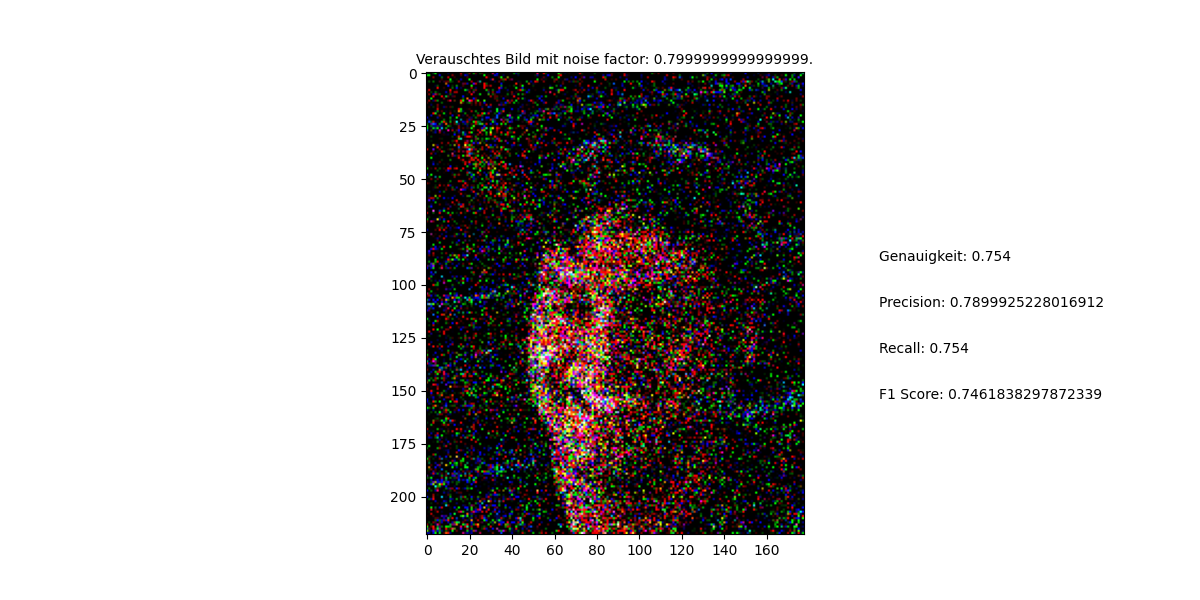 Verauschtes Bild mit noise factor: 0.7999999999999999.
0
25
50
75
100
125
150
175
200
0 20 40 60 80 100 120 140 160
Genauigkeit: 0.754
Precision: 0.7899925228016912
Recall: 0.754
F1 Score: 0.7461838297872339